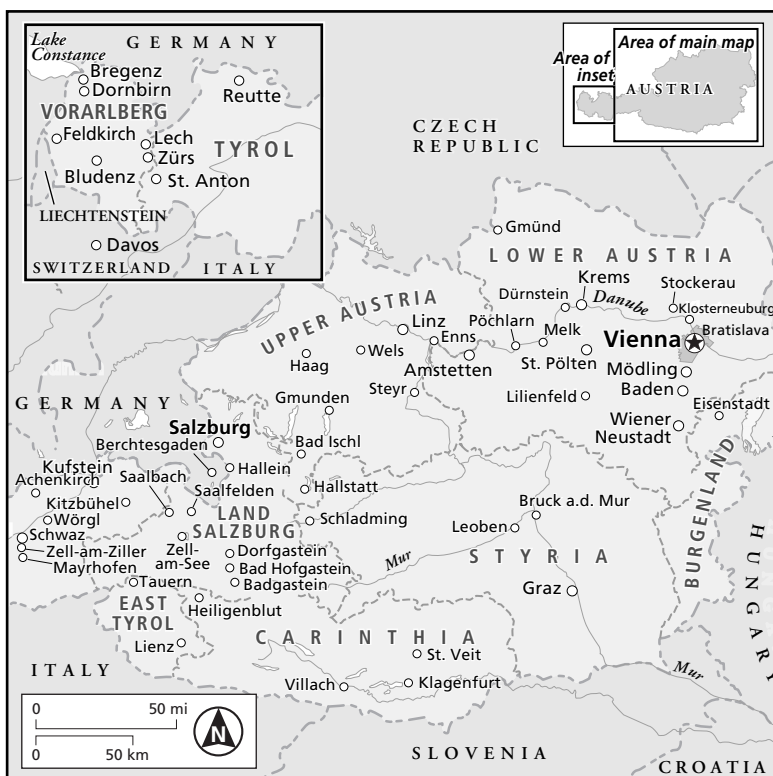 Lake
Constance
GERMANY
Bregenz
Dornbirn
VORARLBERG
Feldkirch
Lech
Zürs
Bludenz
St. Anton
Reutte
TYROL
LIECHTENSTEIN
Davos
SWITZERLAND
ITALY
Area of
inset
Area of main map
AUSTRIA
CZECH
REPUBLIC
Gmünd
LOWER AUSTRIA
Krems
Dürnstein
Danube
Stockerau
Klosterneuburg
Bratislava
UPPER AUSTRIA
Linz
Enns
Pöchlarn
Melk
Vienna
Wels
Haag
Amstetten
St. Pölten
Mödling
Baden
Steyr
Lilienfeld
Eisenstadt
Gmunden
Wiener
Neustadt
GERMANY
Salzburg
Berchtesgaden
Bad Ischl
Hallein
Kufstein
Achenkirch
Saalbach
Saalfelden
Hallstatt
Kitzbühel
Wörgl
LAND
SALZBURG
Schladming
Bruck a.d. Mur
Leoben
Schwaz
Zell-am-Ziller
Mayrhofen
Zell-
am-See
Dorfgastein
Bad Hofgastein
Badgastein
Mur
STYRIA
BURGENLAND
HUNGARY
Tauern
Graz
EAST
TYROL
Heiligenblut
Lienz
CARINTHIA
St. Veit
ITALY
Villach
Klagenfurt
Mur
0 50 mi
0 50 km
N
SLOVENIA
CROATIA